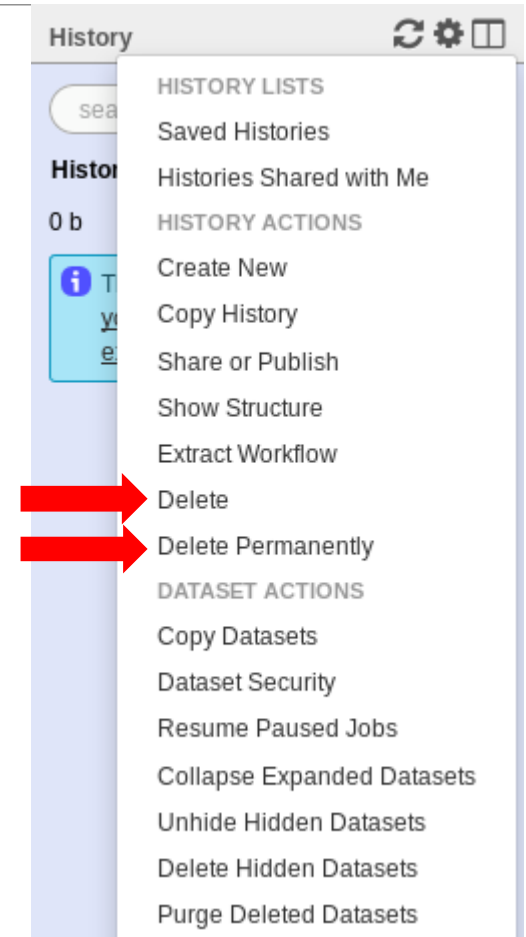 History
sea
HISTORY LISTS
Saved Histories
Histor
Histories Shared with Me
0 b
HISTORY ACTIONS
Create New
T
y
e
Copy History
Share or Publish
Show Structure
Extract Workflow
Delete
Delete Permanently
DATASET ACTIONS
Copy Datasets
Dataset Security
Resume Paused Jobs
Collapse Expanded Datasets
Unhide Hidden Datasets
Delete Hidden Datasets
Purge Deleted Datasets